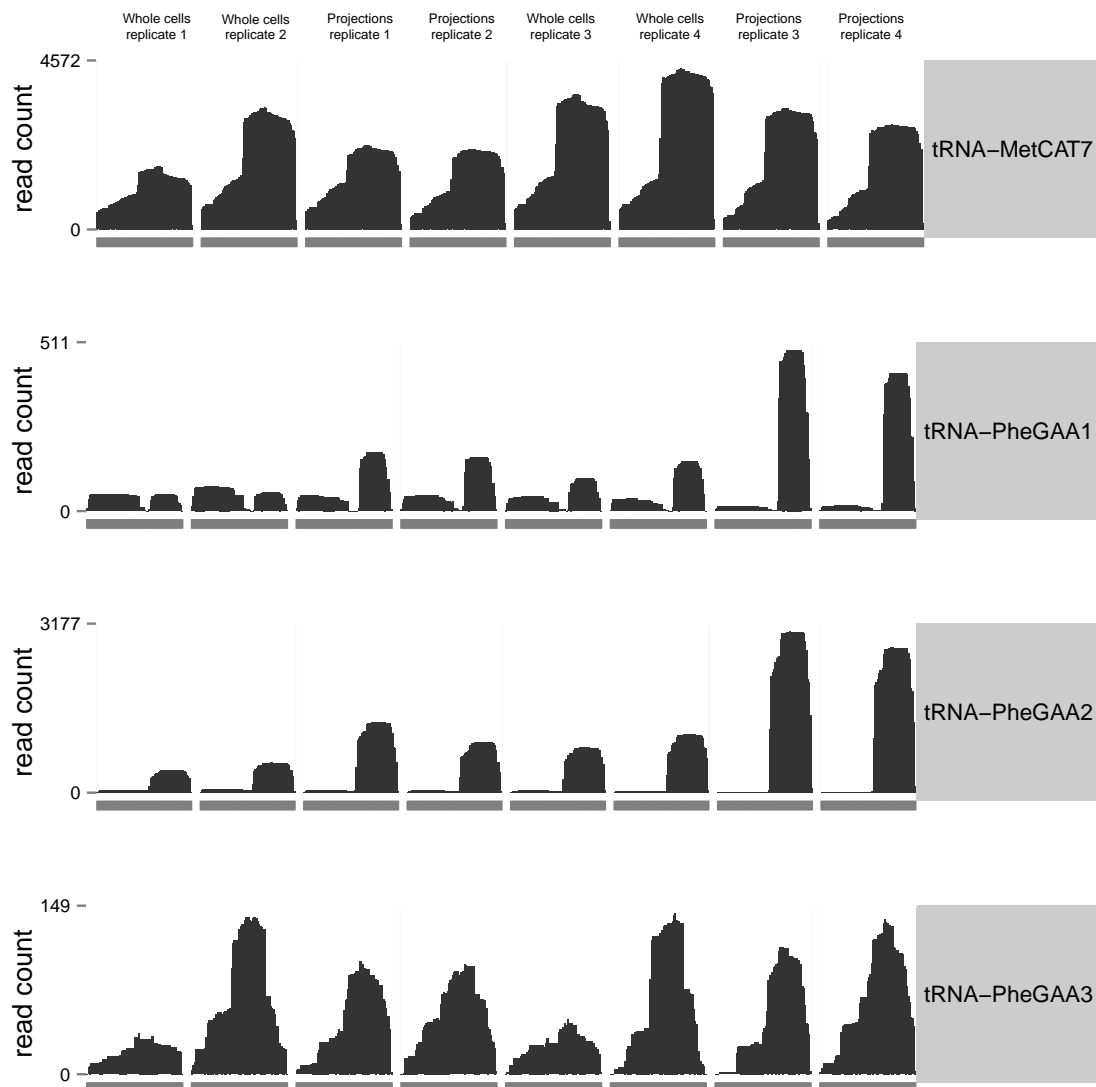 Whole cells replicate 1
Whole cells replicate 2
Projections replicate 1
Projections replicate 2
Whole cells replicate 3
Whole cells replicate 4
Projections replicate 3
Projections replicate 4
4572
read count
0
tRNA−MetCAT7
511
read count
0
tRNA−PheGAA1
3177
read count
0
tRNA−PheGAA2
149
read count
0
tRNA−PheGAA3